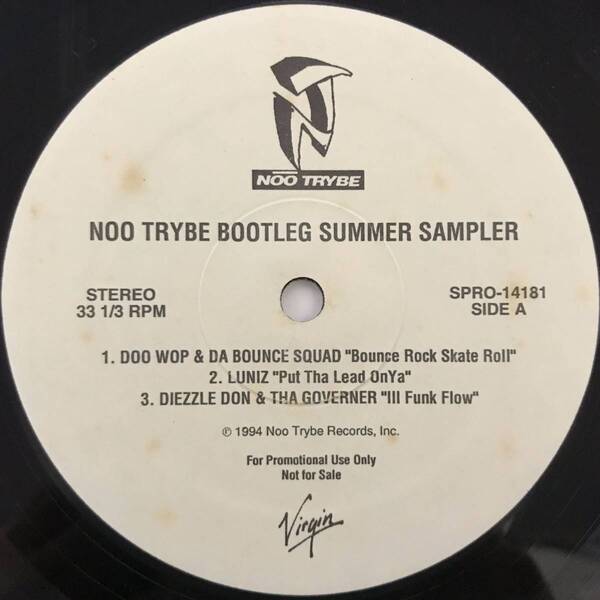 NOO TRYBE
NOO TRYBE BOOTLEG SUMMER SAMPLER
STEREO
33 1/3 RPM
SPRO-14181
SIDE A
1. DOO WOP & DA BOUNCE SQUAD "Bounce Rock Skate Roll"
2. LUNIZ "Put Tha Lead OnYa"
3. DIEZZLE DON & THA GOVERNER "Ill Funk Flow"
℗ 1994 Noo Trybe Records, Inc.
For Promotional Use Only
Not for Sale
Virgin